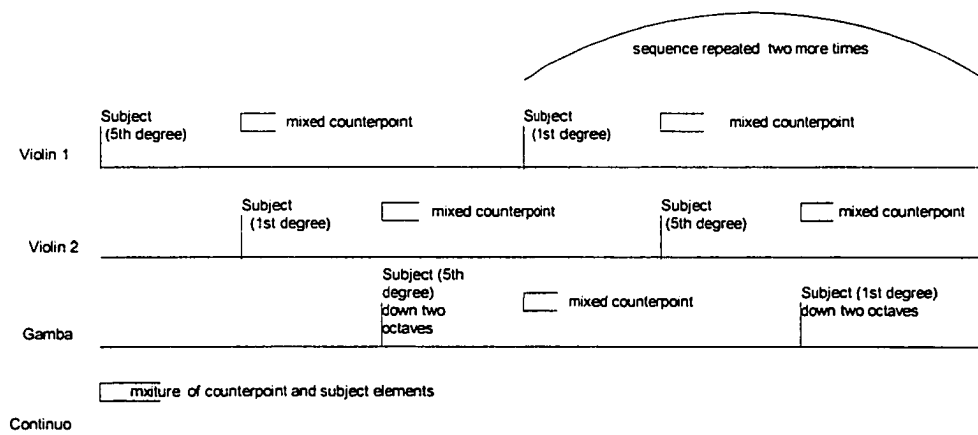 sequence repeated two more times
Subject
(5th degree)
mixed counterpoint
Subject
(1st degree)
mixed counterpoint
Violin 1
Subject
(1st degree)
mixed counterpoint
Subject
(5th degree)
mixed counterpoint
Violin 2
Subject (5th
degree)
down two
octaves
mixed counterpoint
Subject (1st degree)
down two octaves
Gamba
mxiture of counterpoint and subject elements
Continuo